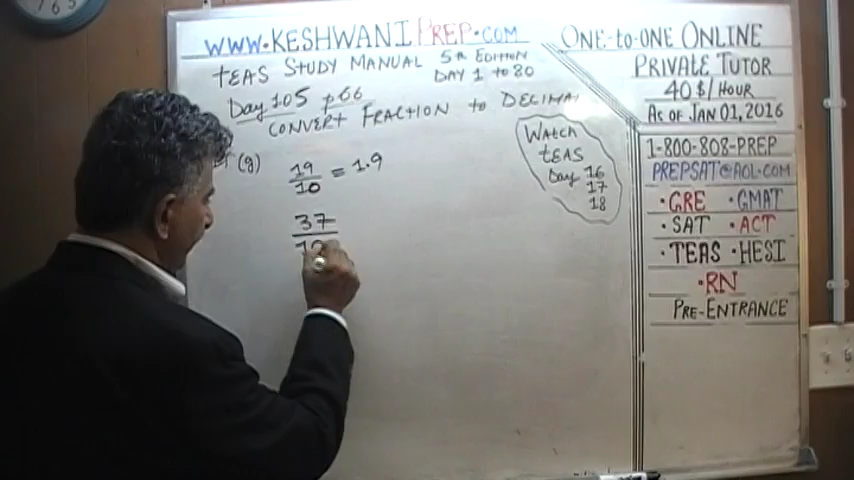 WWW.KESHWANIPREP.COM
TEAS STUDY MANUAL 5TH EDITION
DAY 1 TO 80
Day 105 p66
CONVERT FRACTION to DECIMAL
(g) 19/10 = 1.9
37
WATCH
TEAS
Day 16
17
18
ONE-TO-ONE ONLINE
PRIVATE TUTOR
40 $/HOUR
AS OF JAN 01, 2016
1-800-808-PREP
PREPSAT@AOL.COM
•GRE •GMAT
•SAT •ACT
•TEAS •HESI
•RN
PRE-ENTRANCE